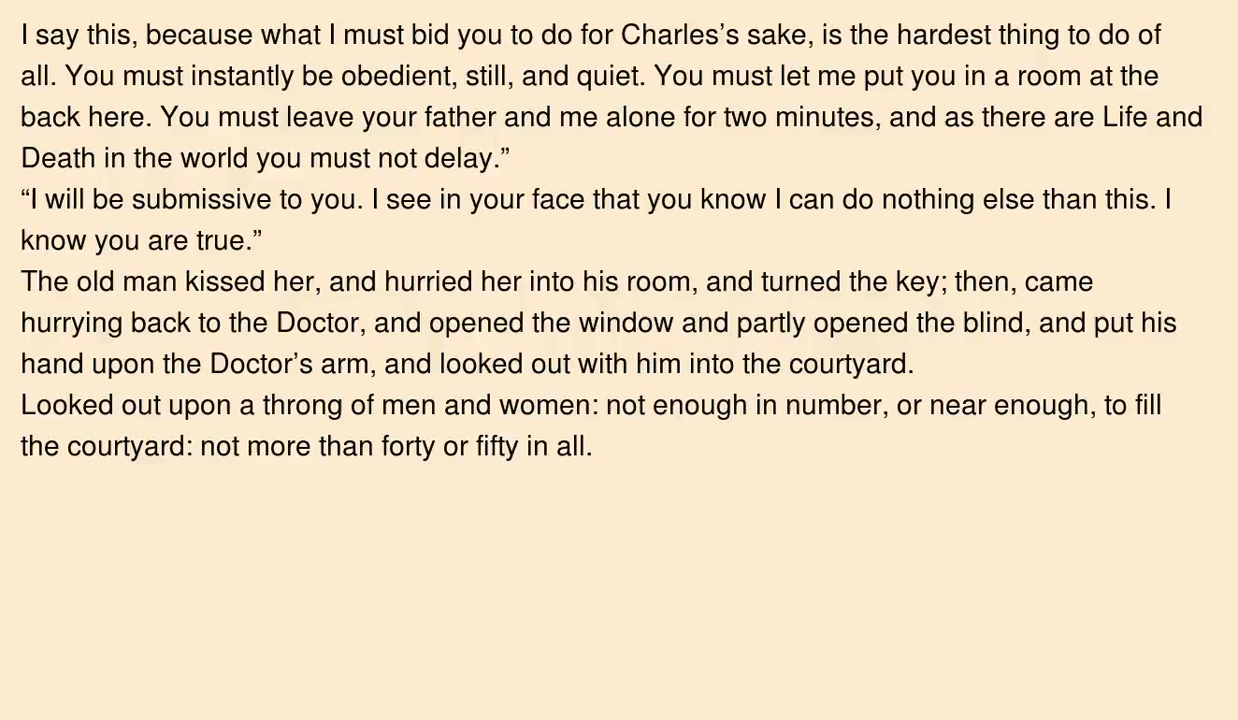 I say this, because what I must bid you to do for Charles’s sake, is the hardest thing to do of
all. You must instantly be obedient, still, and quiet. You must let me put you in a room at the
back here. You must leave your father and me alone for two minutes, and as there are Life and
Death in the world you must not delay.”
“I will be submissive to you. I see in your face that you know I can do nothing else than this. I
know you are true.”
The old man kissed her, and hurried her into his room, and turned the key; then, came
hurrying back to the Doctor, and opened the window and partly opened the blind, and put his
hand upon the Doctor’s arm, and looked out with him into the courtyard.
Looked out upon a throng of men and women: not enough in number, or near enough, to fill
the courtyard: not more than forty or fifty in all.